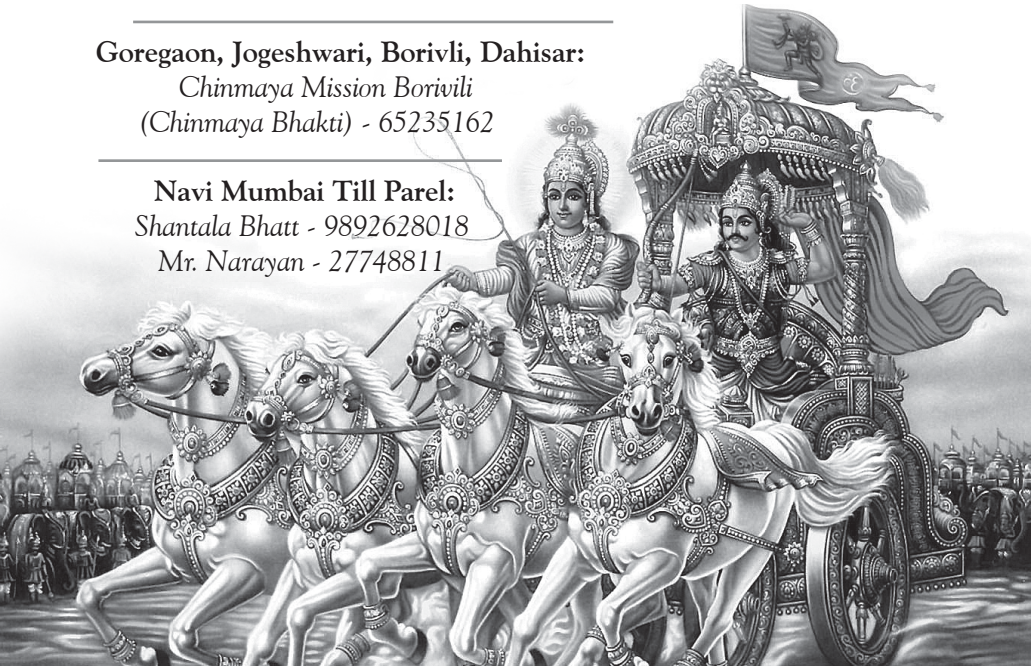 Goregaon, Jogeshwari, Borivli, Dahisar:
Chinmaya Mission Borivili
(Chinmaya Bhakti) - 65235162
Navi Mumbai Till Parel:
Shantala Bhatt - 9892628018
Mr. Narayan - 27748811
ॐ